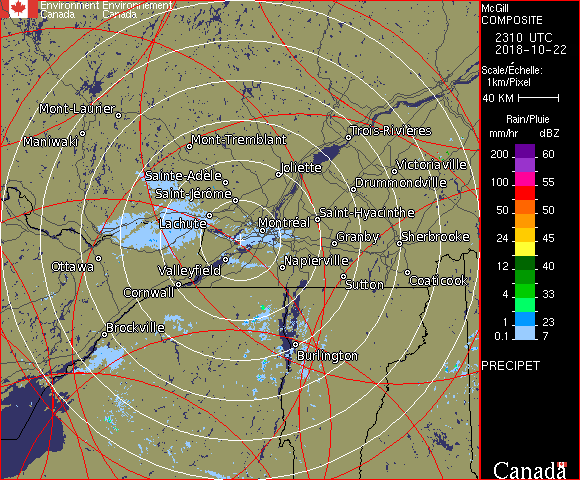 Environment Environnement
Canada Canada
McGill
COMPOSITE
2310 UTC
2018-10-22
Scale/Échelle:
1km/Pixel
40 KM
Rain/Pluie
mm/hr dBZ
200 60
100 55
50 50
24 45
12 40
4 33
1 23
0.1 7
PRECIPET
Canada
Mont-Laurier
Maniwaki
Mont-Tremblant
Trois-Rivières
Sainte-Adèle
Joliette
Victoriaville
Saint-Jérôme
Drummondville
Lachute
Montréal
Saint-Hyacinthe
Granby
Sherbrooke
Ottawa
Valleyfield
Napierville
Cornwall
Sutton
Coaticook
Brockville
Burlington